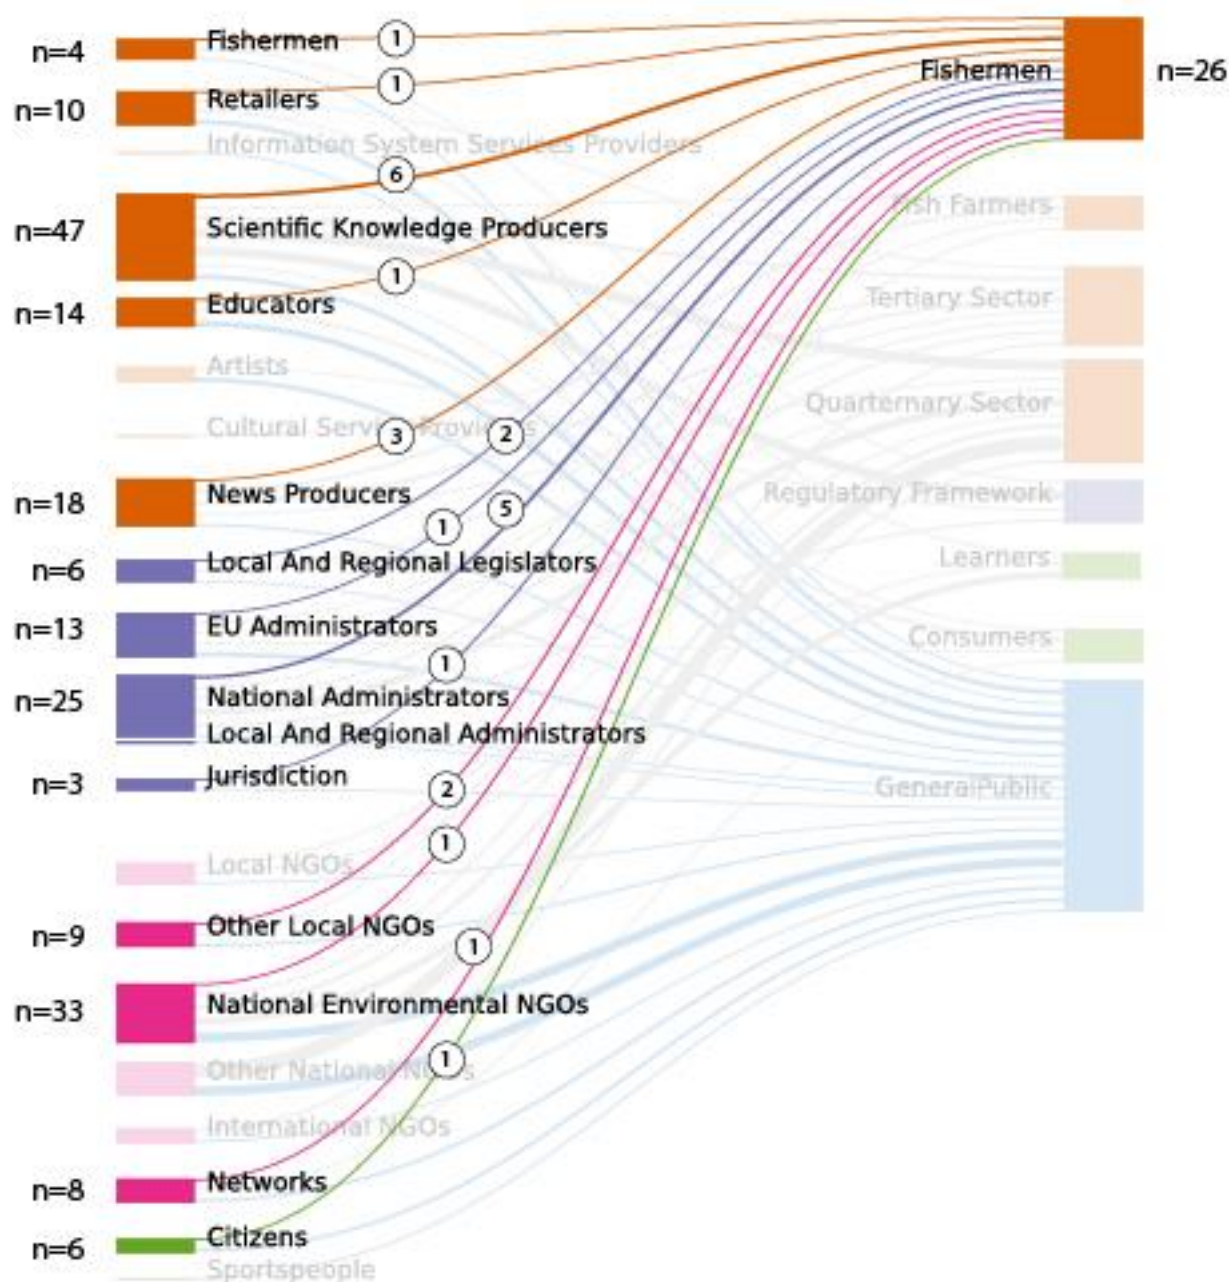 n=4 Fishermen 1
Fishermen n=26
n=10 Retailers 1
Information System Services Providers
6
n=47 Scientific Knowledge Producers
Fish Farmers
1
n=14 Educators
Tertiary Sector
Artists
Quarternary Sector
Cultural Service Providers
3 2
n=18 News Producers
Regulatory Framework
5
1
n=6 Local And Regional Legislators
Learners
n=13 EU Administrators
Consumers
1
n=25 National Administrators
Local And Regional Administrators
n=3 Jurisdiction
2
GeneralPublic
1
Local NGOs
n=9 Other Local NGOs
1
n=33 National Environmental NGOs
1
Other National NGOs
International NGOs
n=8 Networks
n=6 Citizens
Sportspeople